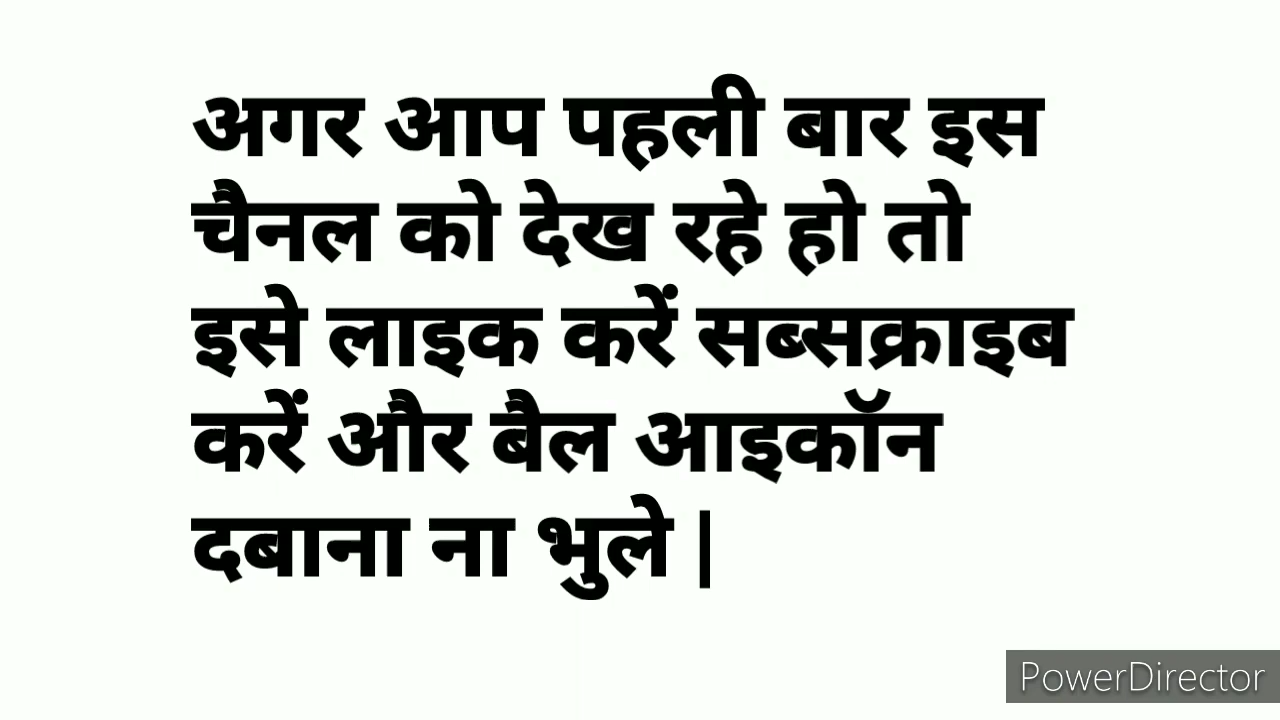 अगर आप पहली बार इस
चैनल को देख रहे हो तो
इसे लाइक करें सब्सक्राइब
करें और बैल आइकॉन
दबाना ना भुले |
PowerDirector